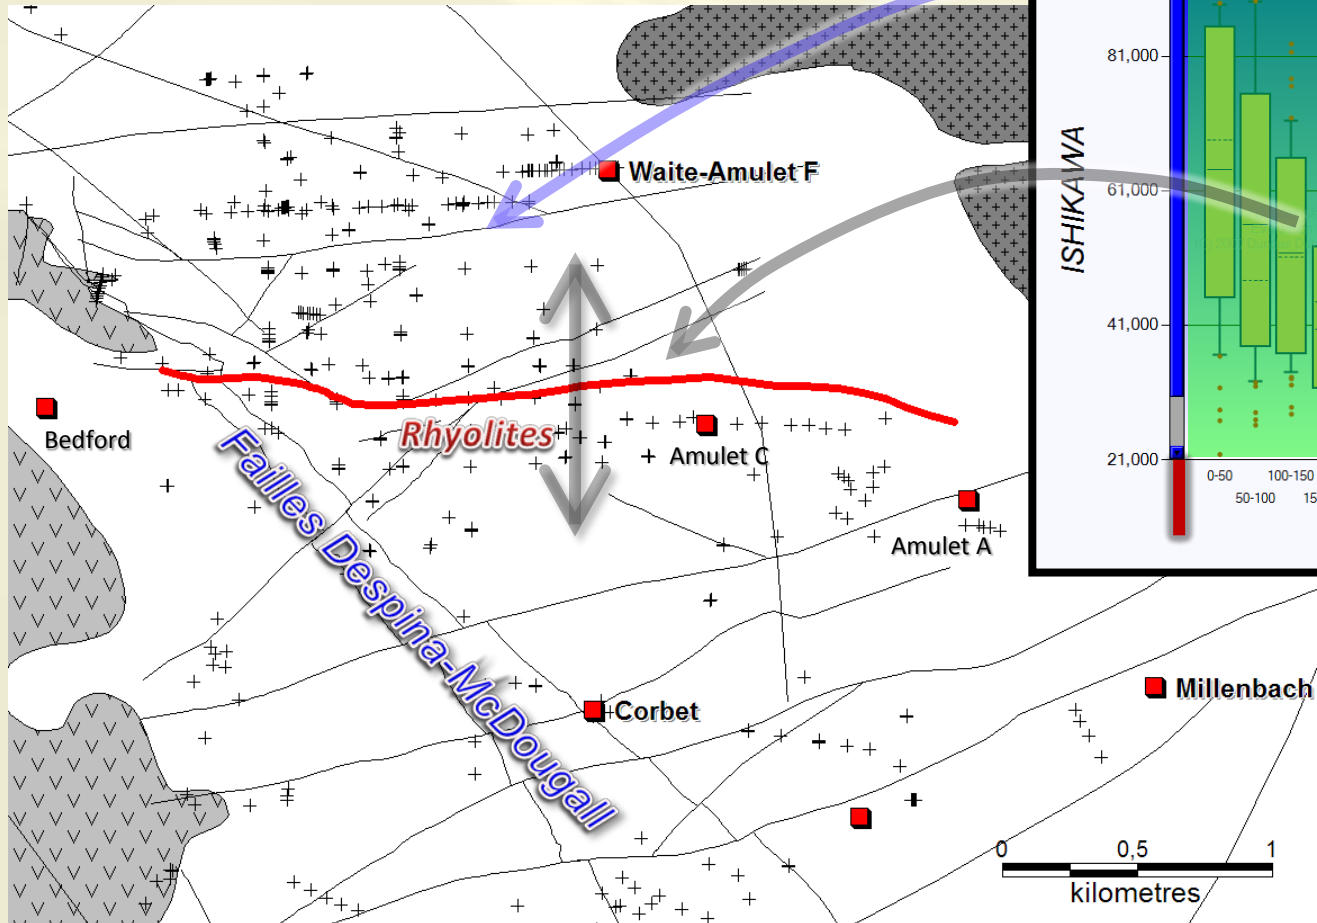 81,000
61,000
41,000
21,000
ISHIKAWA
0-50
50-100
100-150
15
Waite-Amulet F
Bedford
Rhyolites
Amulet C
Amulet A
Failles Despina-McDougall
Corbet
Millenbach
0 0,5 1
kilometres